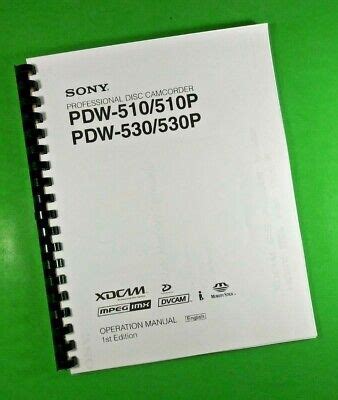 SONY
PROFESSIONAL DISC CAMCORDER
PDW-510/510P
PDW-530/530P
XDCAM
MPEG IMX
DVCAM
i
MEMORY STICK
OPERATION MANUAL English
1st Edition